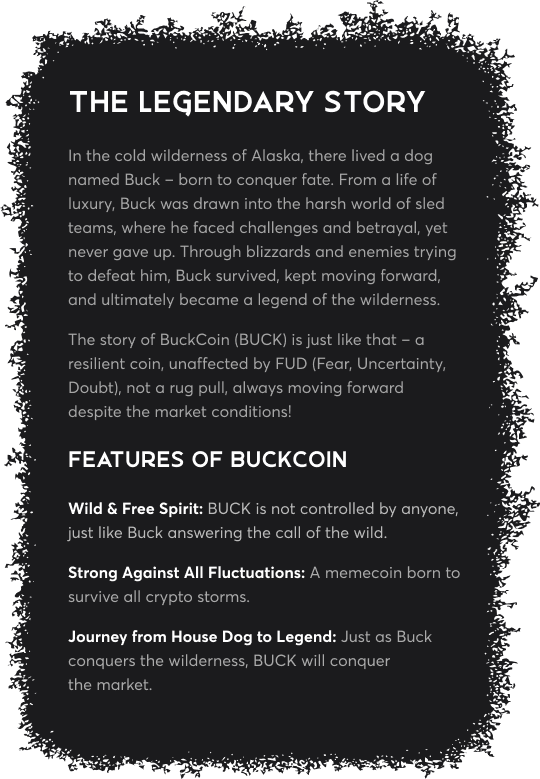 THE LEGENDARY STORY
In the cold wilderness of Alaska, there lived a dog
named Buck – born to conquer fate. From a life of
luxury, Buck was drawn into the harsh world of sled
teams, where he faced challenges and betrayal, yet
never gave up. Through blizzards and enemies trying
to defeat him, Buck survived, kept moving forward,
and ultimately became a legend of the wilderness.
The story of BuckCoin (BUCK) is just like that – a
resilient coin, unaffected by FUD (Fear, Uncertainty,
Doubt), not a rug pull, always moving forward
despite the market conditions!
FEATURES OF BUCKCOIN
Wild & Free Spirit: BUCK is not controlled by anyone,
just like Buck answering the call of the wild.
Strong Against All Fluctuations: A memecoin born to
survive all crypto storms.
Journey from House Dog to Legend: Just as Buck
conquers the wilderness, BUCK will conquer
the market.